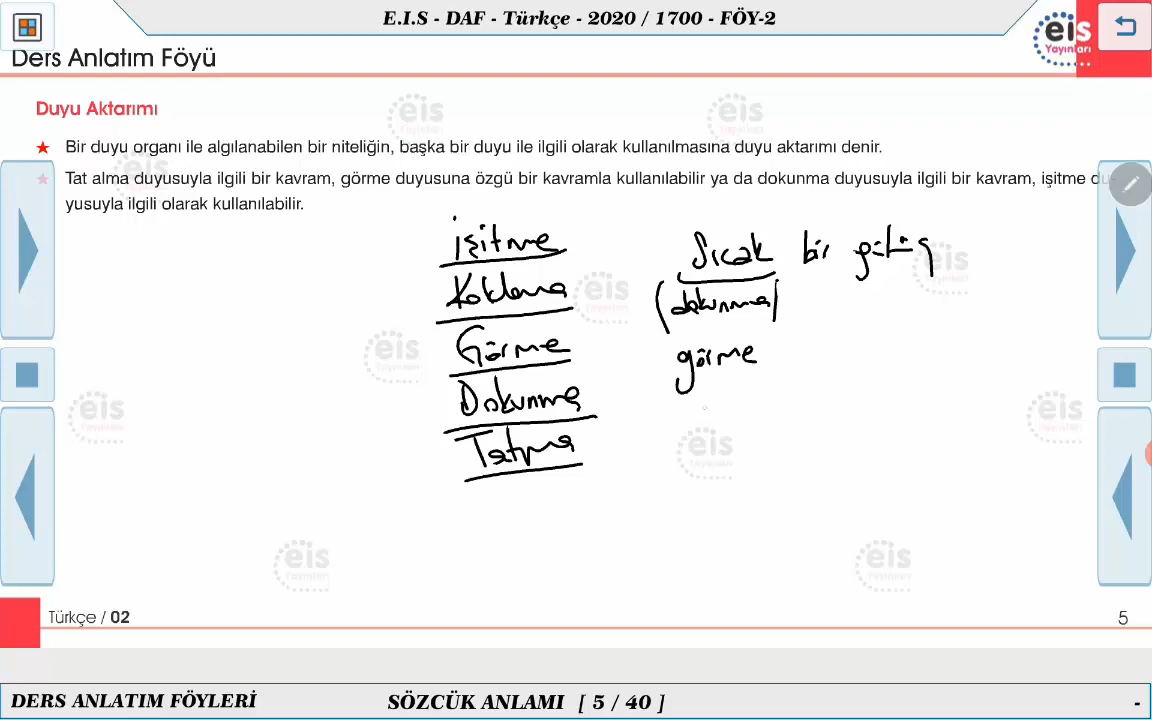 E.I.S - DAF - Türkçe - 2020 / 1700 - FÖY-2
eis
Yayınları
Ders Anlatım Föyü
Duyu Aktarımı
★ Bir duyu organı ile algılanabilen bir niteliğin, başka bir duyu ile ilgili olarak kullanılmasına duyu aktarımı denir.
★ Tat alma duyusuyla ilgili bir kavram, görme duyusuna özgü bir kavramla kullanılabilir ya da dokunma duyusuyla ilgili bir kavram, işitme du-
yusuyla ilgili olarak kullanılabilir.
işitme
Koklama
Görme
Dokunma
Tatma
Sıcak bir gülüş
(dokunma)
görme
Türkçe / 02
5
DERS ANLATIM FÖYLERİ
SÖZCÜK ANLAMI [ 5 / 40 ]
-